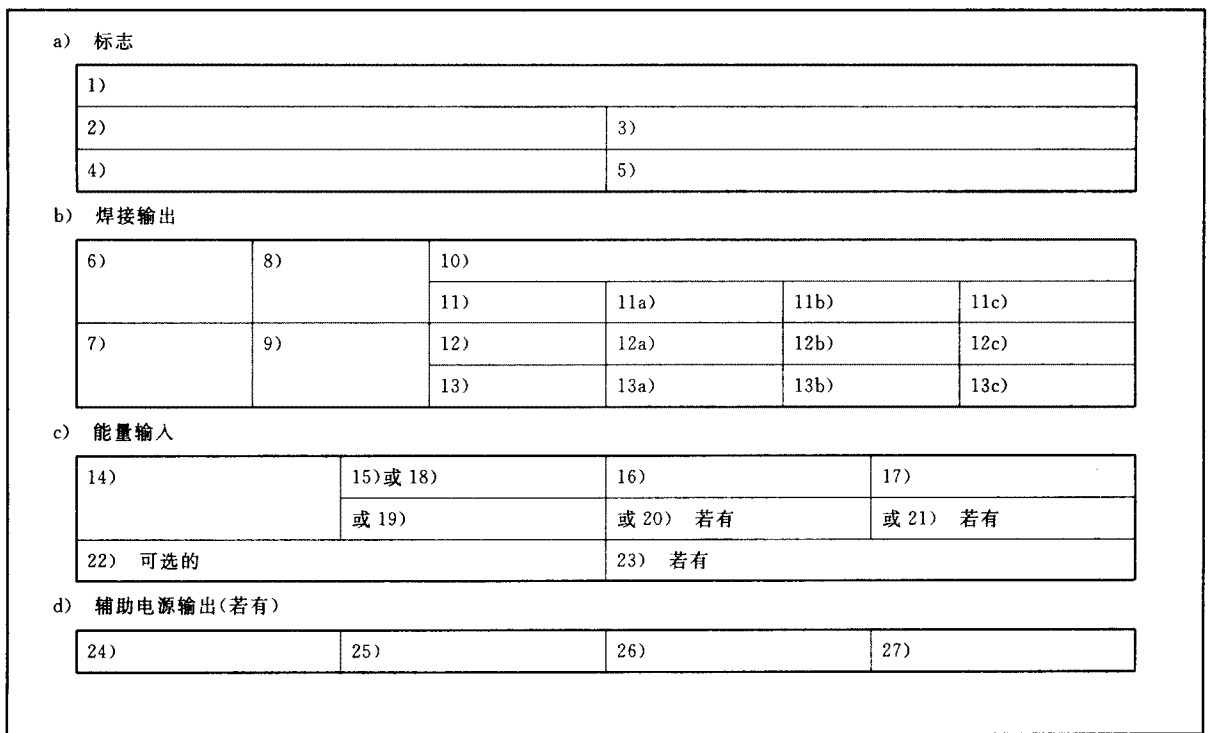 a) 标志
1)
2) 3)
4) 5)
b) 焊接输出
6) 8) 10)
11) 11a) 11b) 11c)
7) 9) 12) 12a) 12b) 12c)
13) 13a) 13b) 13c)
c) 能量输入
14) 15)或 18) 16) 17)
或 19) 或 20) 若有 或 21) 若有
22) 可选的 23) 若有
d) 辅助电源输出(若有)
24) 25) 26) 27)